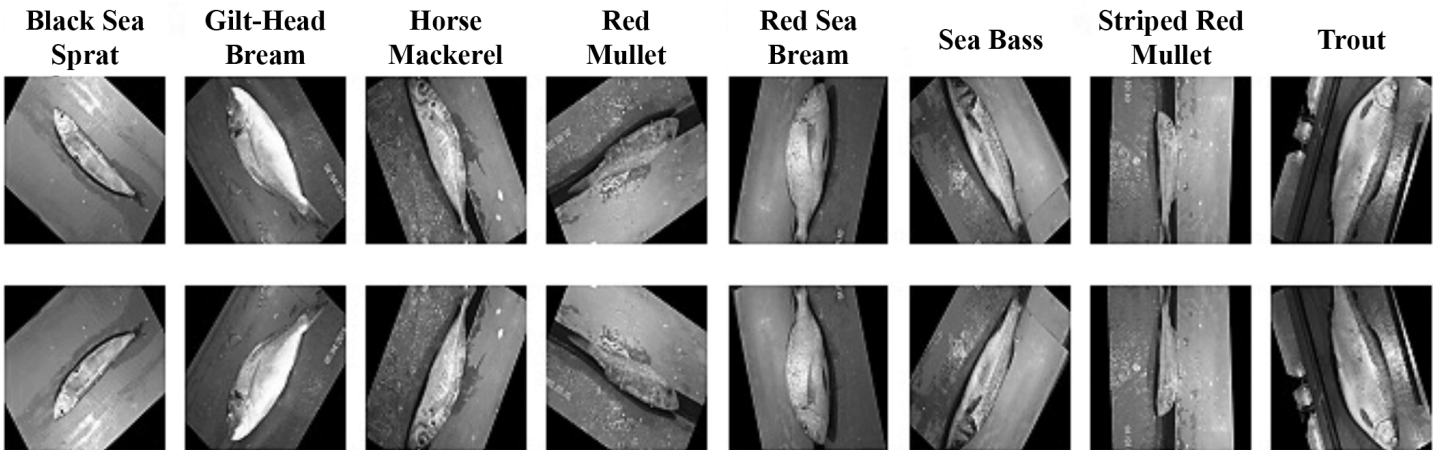 Black Sea
Sprat
Gilt-Head
Bream
Horse
Mackerel
Red
Mullet
Red Sea
Bream
Sea Bass
Striped Red
Mullet
Trout